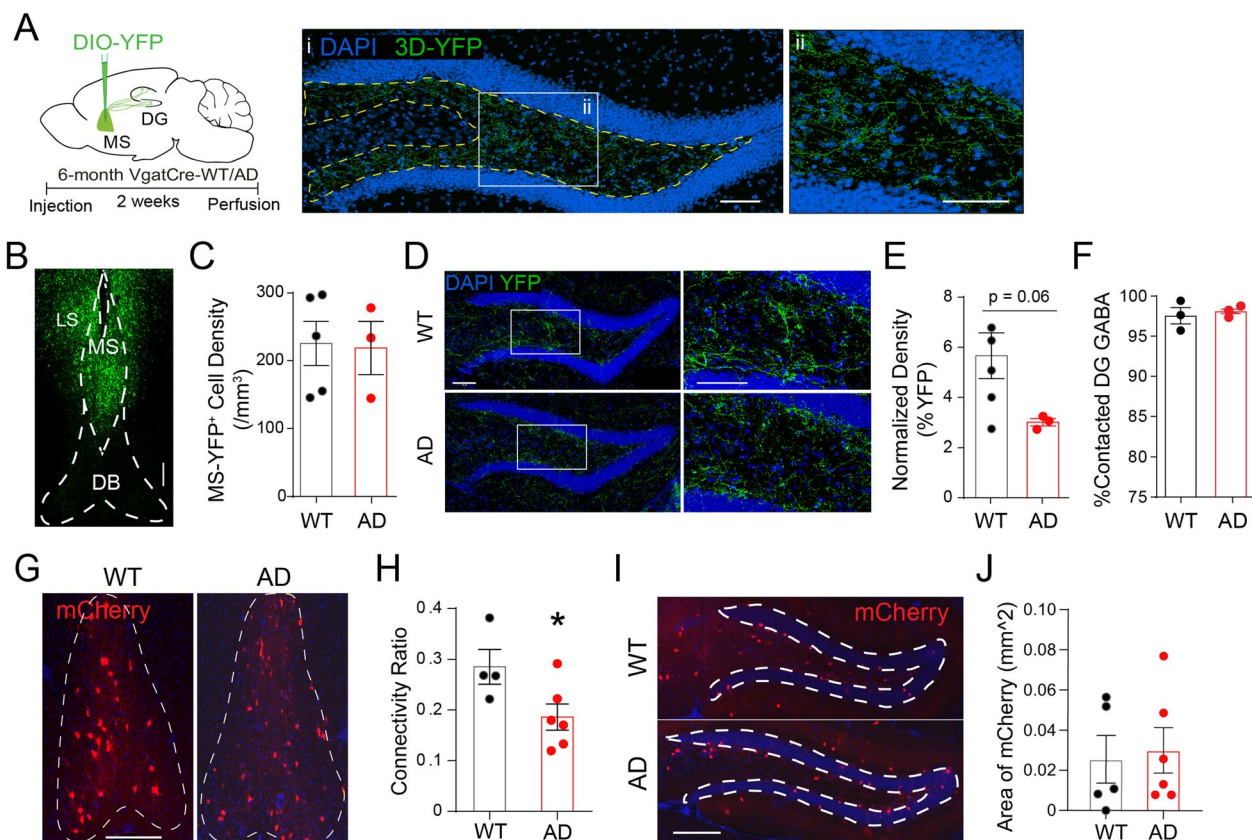 A
DIO-YFP
DG
MS
6-month VgatCre-WT/AD
Injection 2 weeks Perfusion
i DAPI 3D-YFP
ii
ii
B
LS
MS
DB
C
MS-YFP+ Cell Density
(/mm³)
300
200
100
0
WT AD
D
DAPI YFP
WT
AD
E
Normalized Density
(% YFP)
p = 0.06
8
6
4
2
0
WT AD
F
%Contacted DG GABA
100
95
90
85
80
75
WT AD
G
WT AD
mCherry
H
Connectivity Ratio
*
0.4
0.3
0.2
0.1
0
WT AD
I
mCherry
WT
AD
J
Area of mCherry (mm^2)
0.10
0.08
0.06
0.04
0.02
0
WT AD